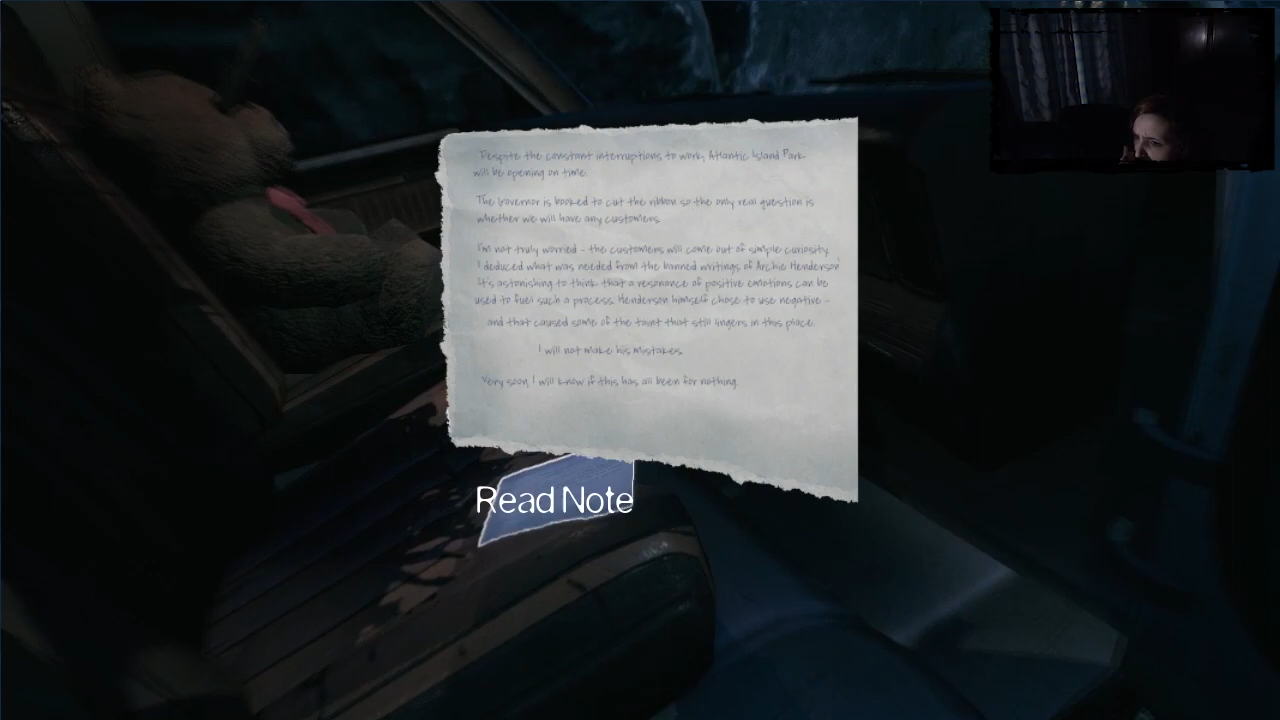 Despite the constant interruptions to work, Atlantic Island Park
will be opening on time.
The Governor is booked to cut the ribbon so the only real question is
whether we will have any customers.
I'm not truly worried - the customers will come out of simple curiosity.
I deduced what was needed from the banned writings of Archie Henderson
It's astonishing to think that a resonance of positive emotions can be
used to fuel such a process. Henderson himself chose to use negative -
and that caused some of the taint that still lingers in this place.
I will not make his mistakes.
Very soon, I will know if this has all been for nothing.
Read Note